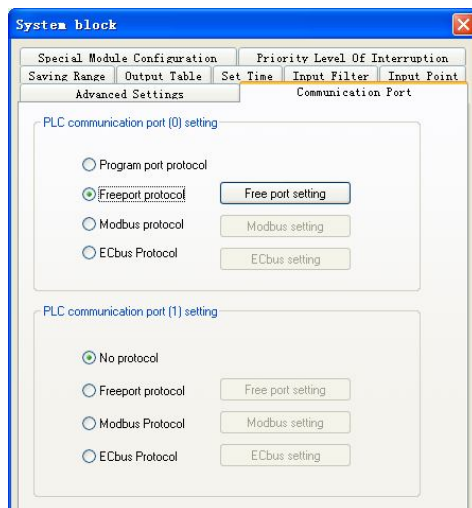 System block
Special Module Configuration Priority Level Of Interruption
Saving Range Output Table Set Time Input Filter Input Point
Advanced Settings Communication Port
PLC communication port (0) setting
Program port protocol
Freeport protocol Free port setting
Modbus protocol Modbus setting
ECbus Protocol ECbus setting
PLC communication port (1) setting
No protocol
Freeport protocol Free port setting
Modbus Protocol Modbus setting
ECbus Protocol ECbus setting